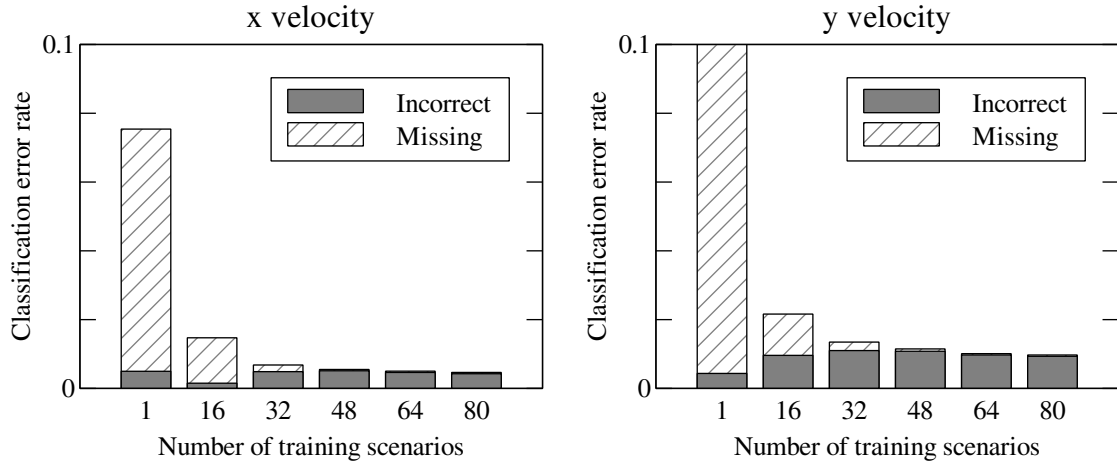 x velocity
0.1
Classification error rate
0
Incorrect
Missing
1 16 32 48 64 80
Number of training scenarios
y velocity
0.1
Classification error rate
0
Incorrect
Missing
1 16 32 48 64 80
Number of training scenarios